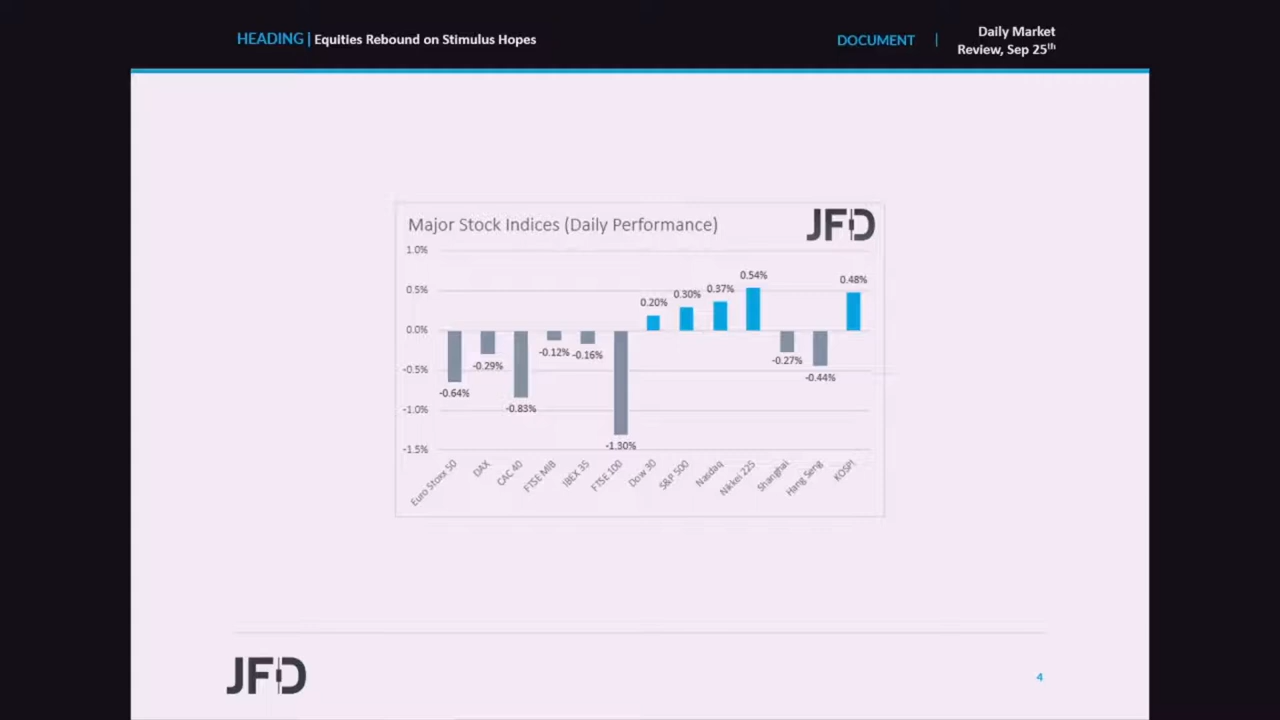 HEADING | Equities Rebound on Stimulus Hopes
DOCUMENT | Daily Market
Review, Sep 25th
Major Stock Indices (Daily Performance)
JFD
1.0%
0.5%
0.0%
-0.5%
-1.0%
-1.5%
-0.64%
-0.29%
-0.83%
-0.12%
-0.16%
-1.30%
0.20%
0.30%
0.37%
0.54%
-0.27%
-0.44%
0.48%
Euro Stoxx 50
DAX
CAC 40
FTSE MIB
IBEX 35
FTSE 100
Dow 30
S&P 500
Nasdaq
Nikkei 225
Shanghai
Hang Seng
KOSPI
JFD
4